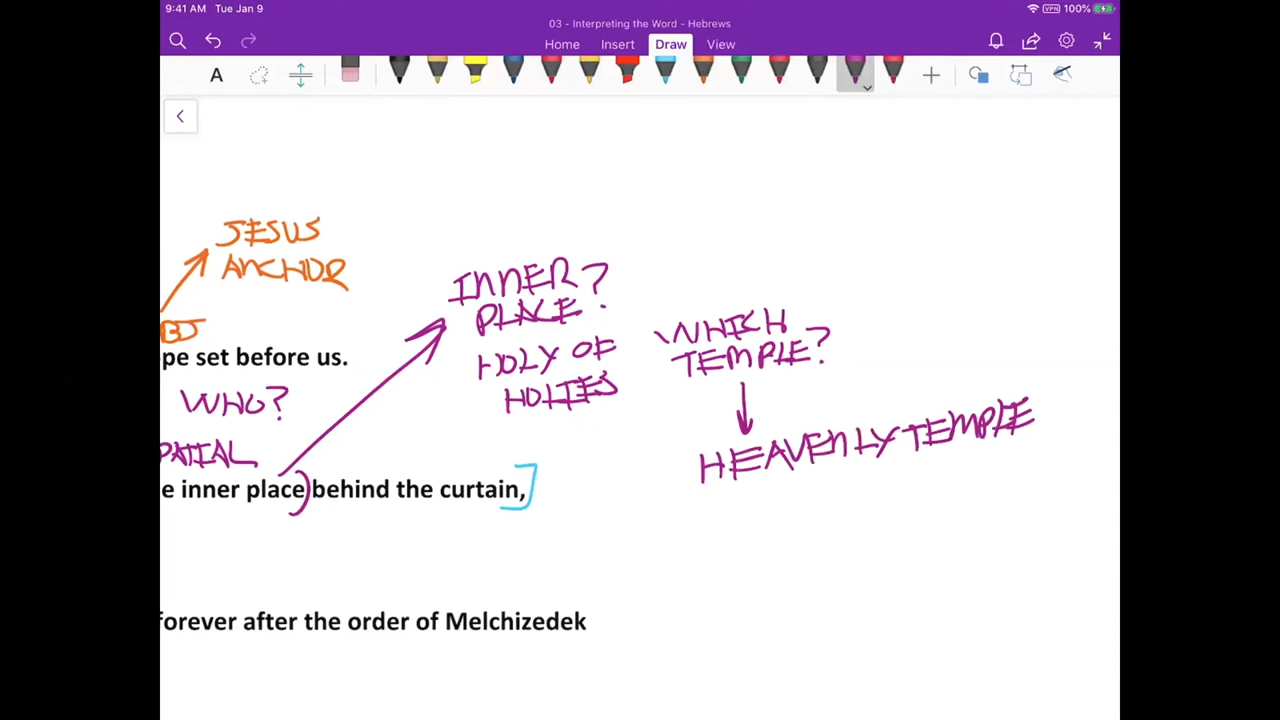 9:41 AM Tue Jan 9
VPN 100%
03 - Interpreting the Word - Hebrews
Home Insert Draw View
A
JESUS
ANCHOR
OBJ
pe set before us.
WHO?
PATIAL
e inner place) behind the curtain,]
INNER?
PLACE
HOLY OF
HOLIES
WHICH
TEMPLE?
HEAVENLY TEMPLE
forever after the order of Melchizedek